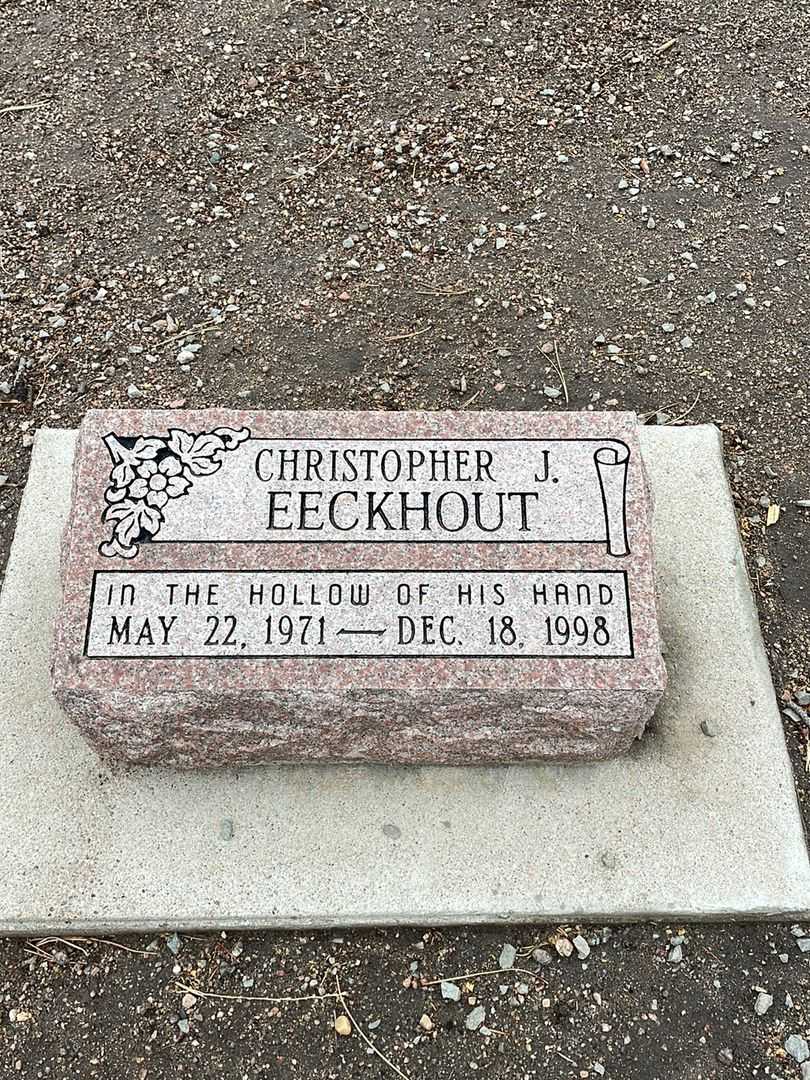 CHRISTOPHER J.
EECKHOUT
IN THE HOLLOW OF HIS HAND
MAY 22, 1971 — DEC. 18, 1998